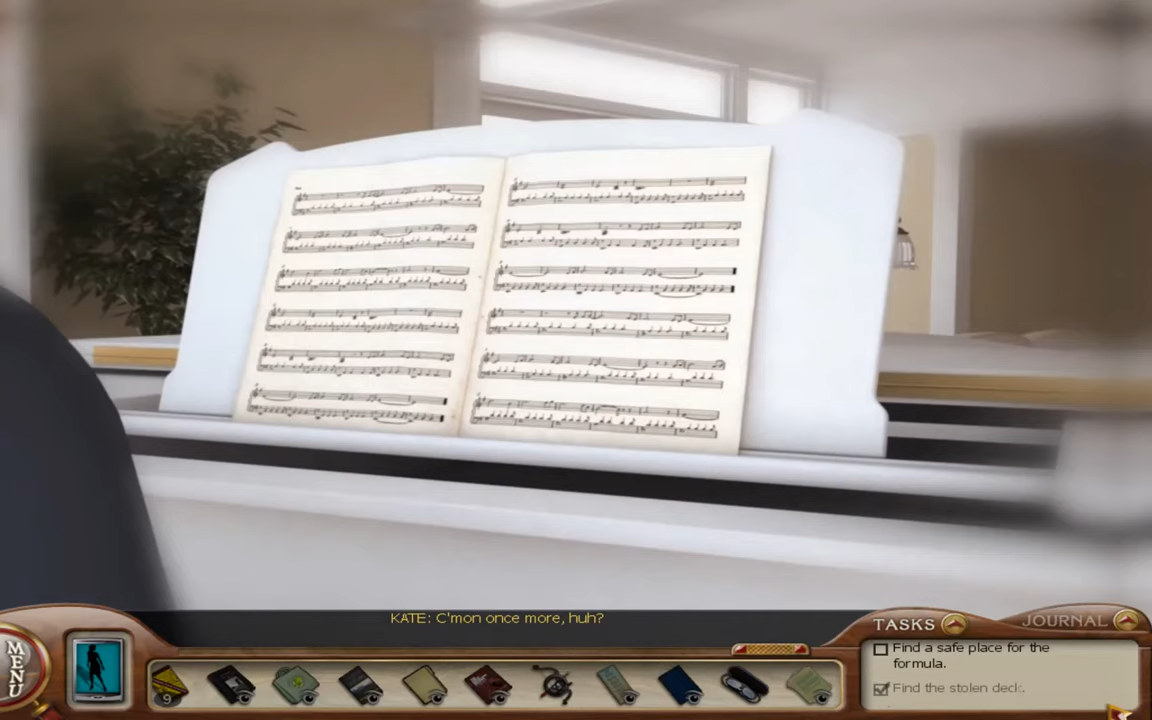 KATE: C'mon once more, huh?
TASKS
JOURNAL
MENU
Find a safe place for the
formula.
Find the stolen deck.
9